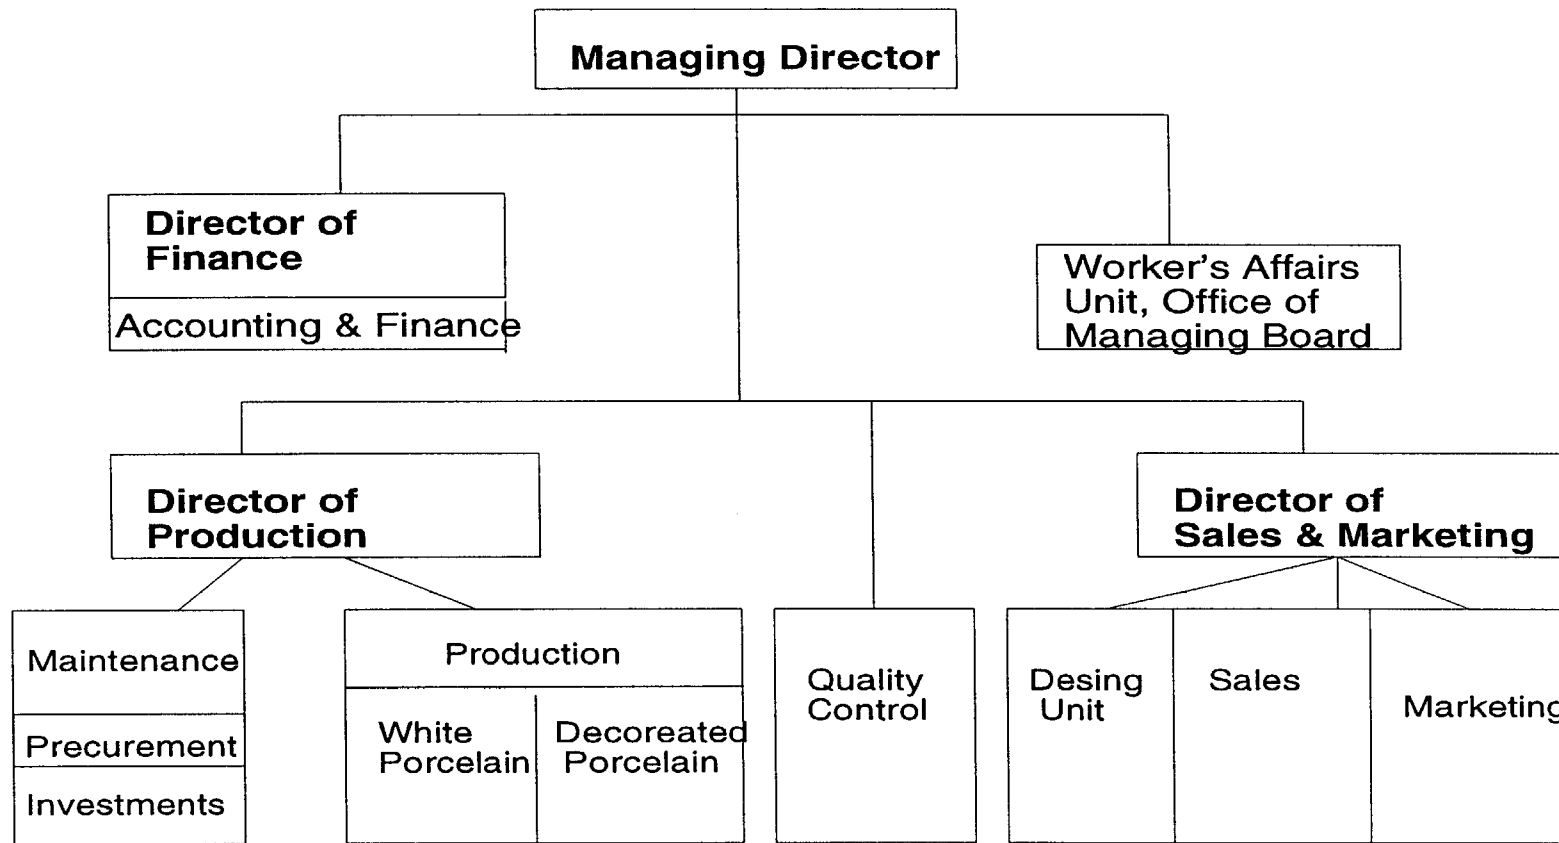 Managing Director
Director of
Finance
Accounting & Finance
Worker's Affairs
Unit, Office of
Managing Board
Director of
Production
Director of
Sales & Marketing
Maintenance
Precurement
Investments
Production
White
Porcelain
Decoreated
Porcelain
Quality
Control
Desing
Unit
Sales
Marketing